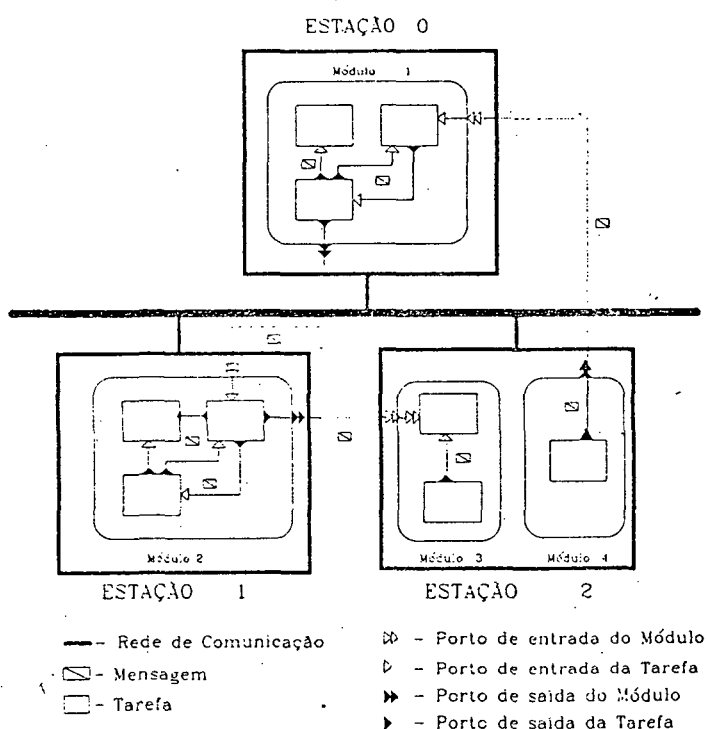 ESTAÇÃO 0
Módulo 1
Módulo 2
Módulo 3
Módulo 4
ESTAÇÃO 1
ESTAÇÃO 2
- Rede de Comunicação
- Mensagem
- Tarefa
- Porto de entrada do Módulo
- Porto de entrada da Tarefa
- Porto de saída do Módulo
- Porto de saída da Tarefa